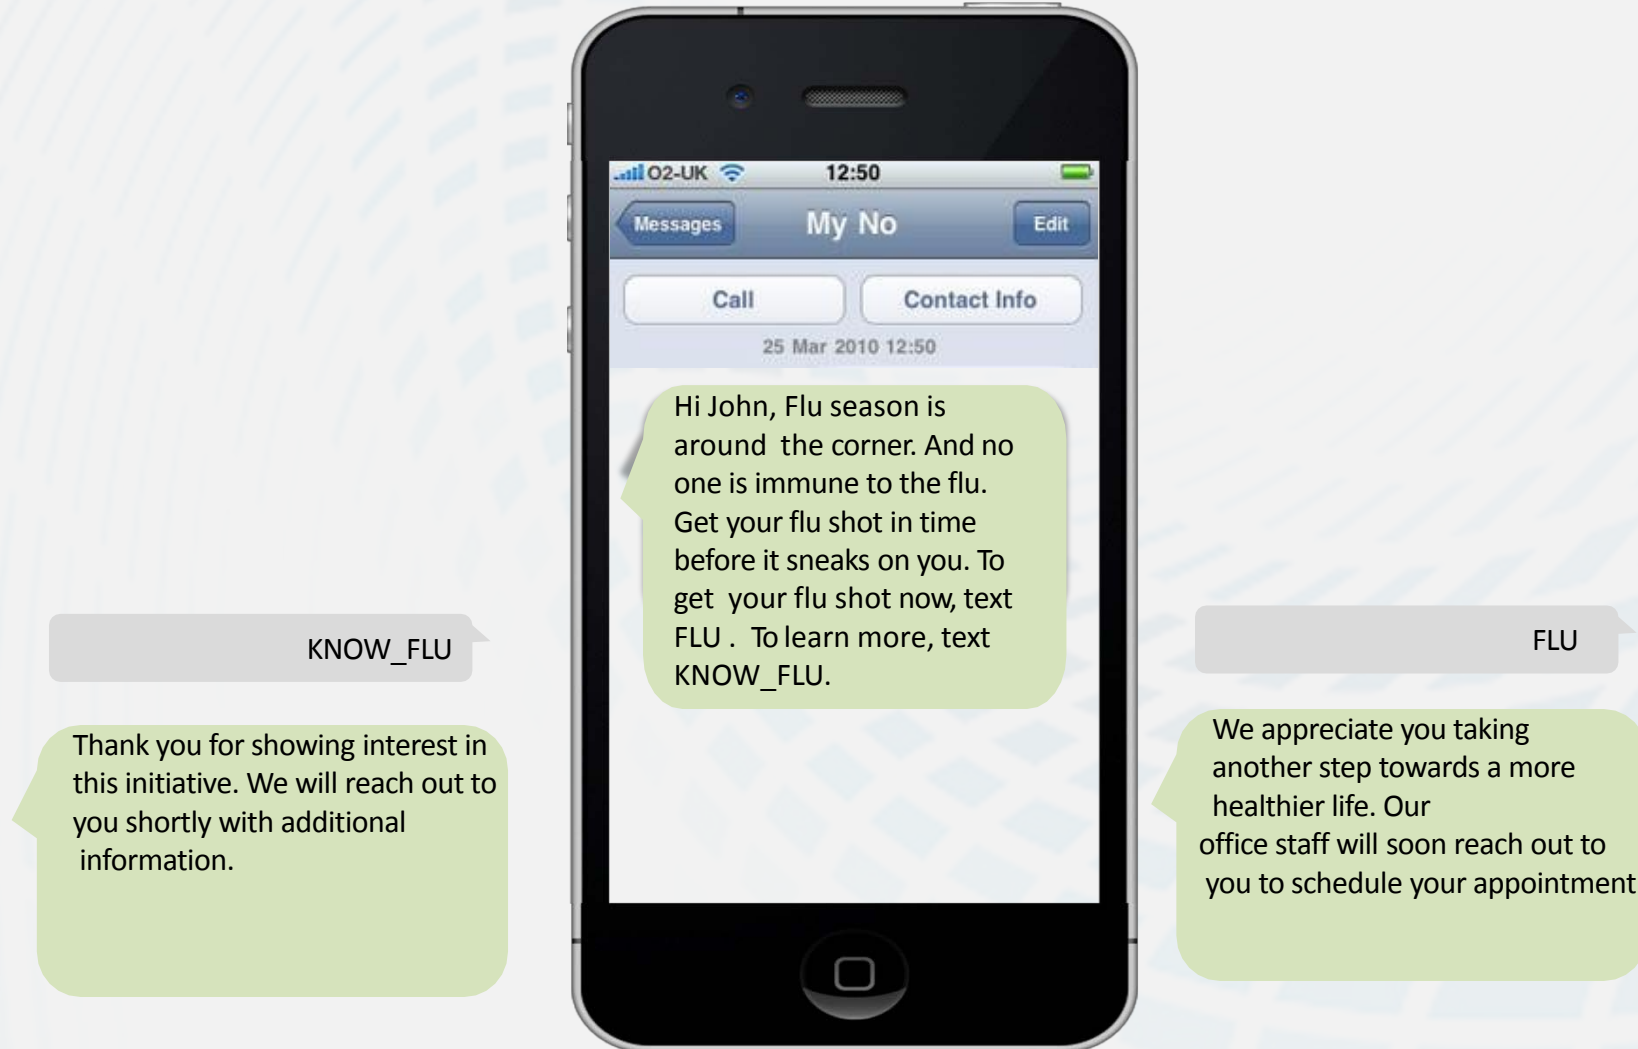 O2-UK 12:50
Messages My No Edit
Call Contact Info
25 Mar 2010 12:50
Hi John, Flu season is
around the corner. And no
one is immune to the flu.
Get your flu shot in time
before it sneaks on you. To
get your flu shot now, text
FLU . To learn more, text
KNOW_FLU.
KNOW_FLU
Thank you for showing interest in
this initiative. We will reach out to
you shortly with additional
information.
FLU
We appreciate you taking
another step towards a more
healthier life. Our
office staff will soon reach out to
you to schedule your appointment